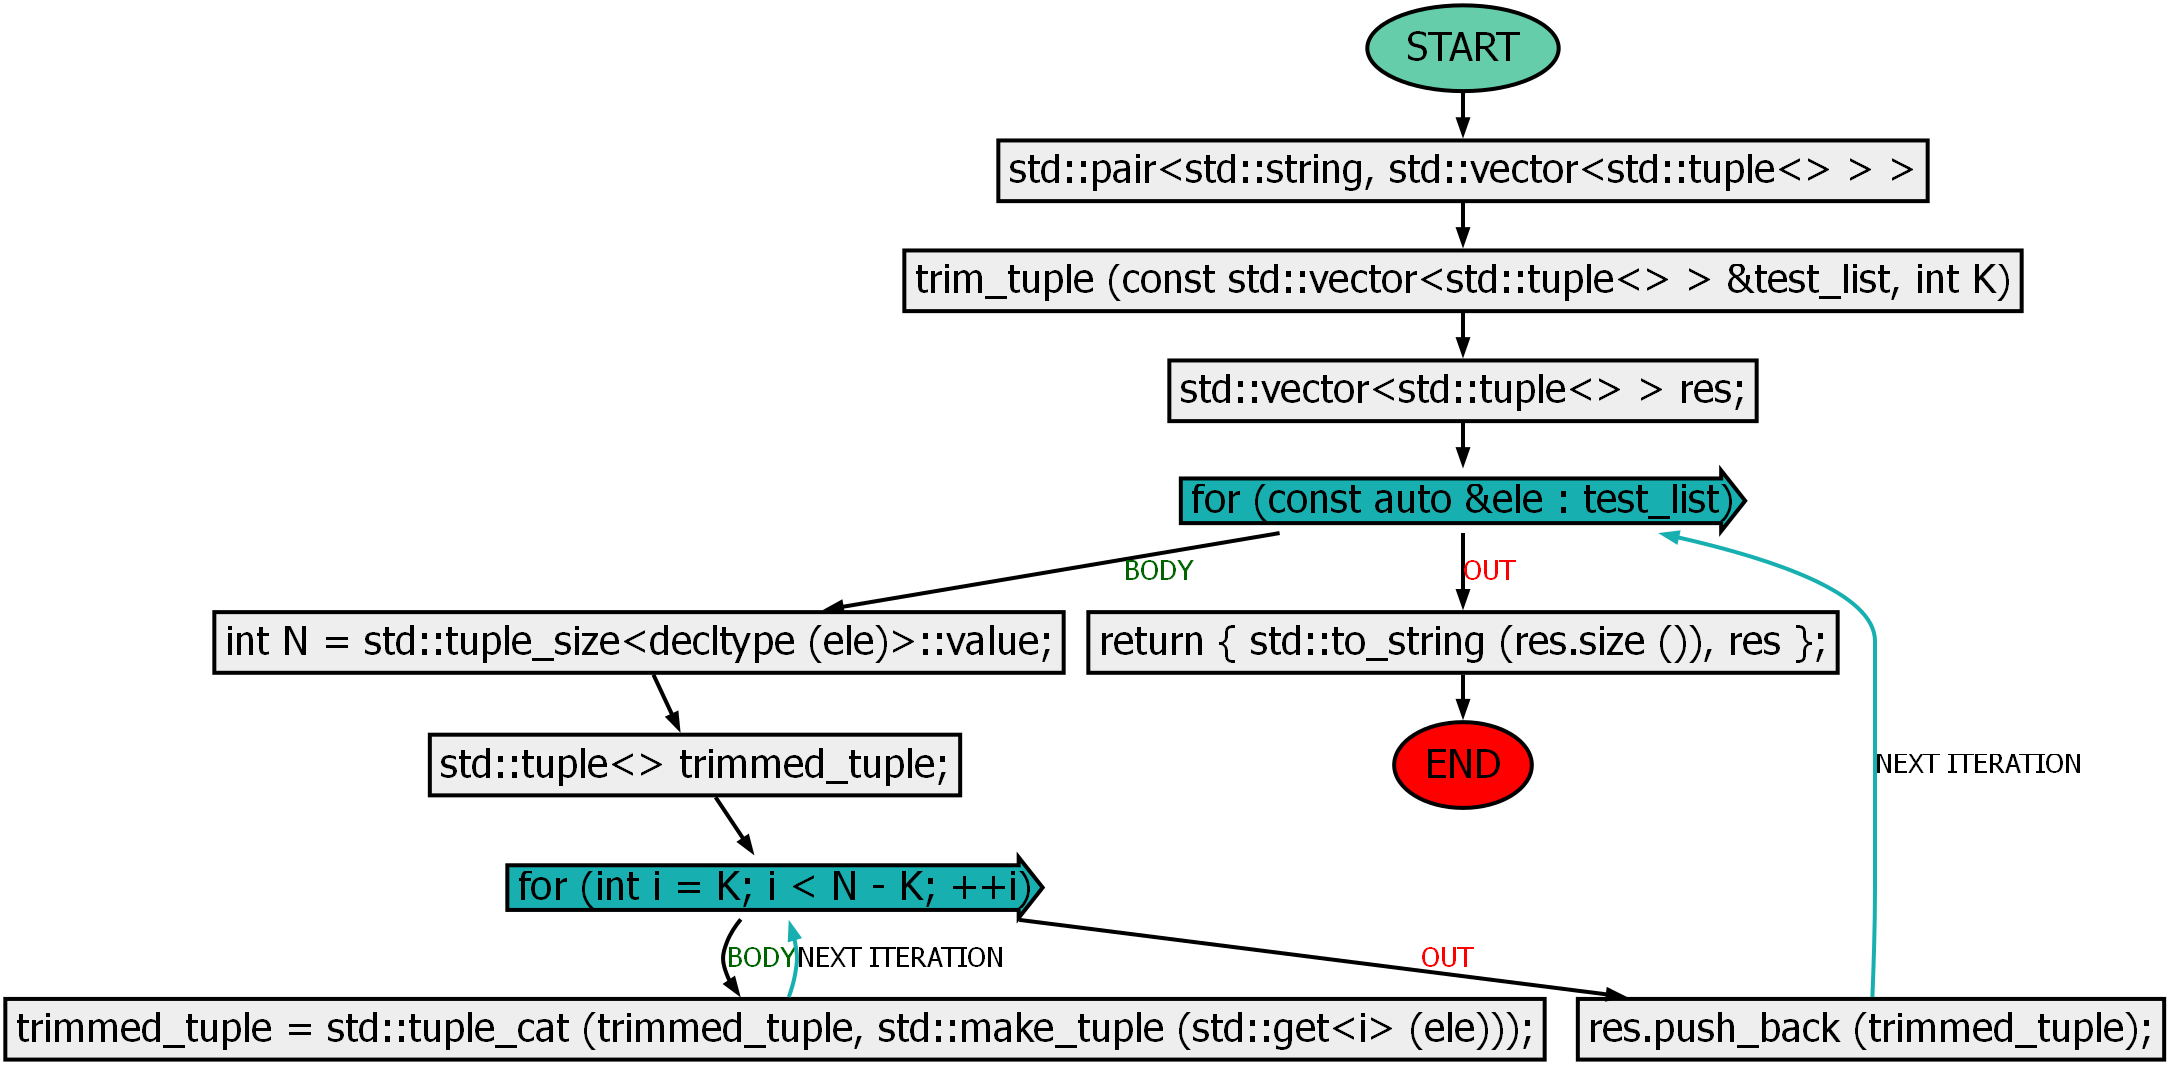 START
std::pair<std::string, std::vector<std::tuple<> > >
trim_tuple (const std::vector<std::tuple<> > &test_list, int K)
std::vector<std::tuple<> > res;
for (const auto &ele : test_list)
BODY
OUT
int N = std::tuple_size<decltype (ele)>::value;
return { std::to_string (res.size ()), res };
std::tuple<> trimmed_tuple;
END
NEXT ITERATION
for (int i = K; i < N - K; ++i)
BODY
NEXT ITERATION
OUT
trimmed_tuple = std::tuple_cat (trimmed_tuple, std::make_tuple (std::get<i> (ele)));
res.push_back (trimmed_tuple);